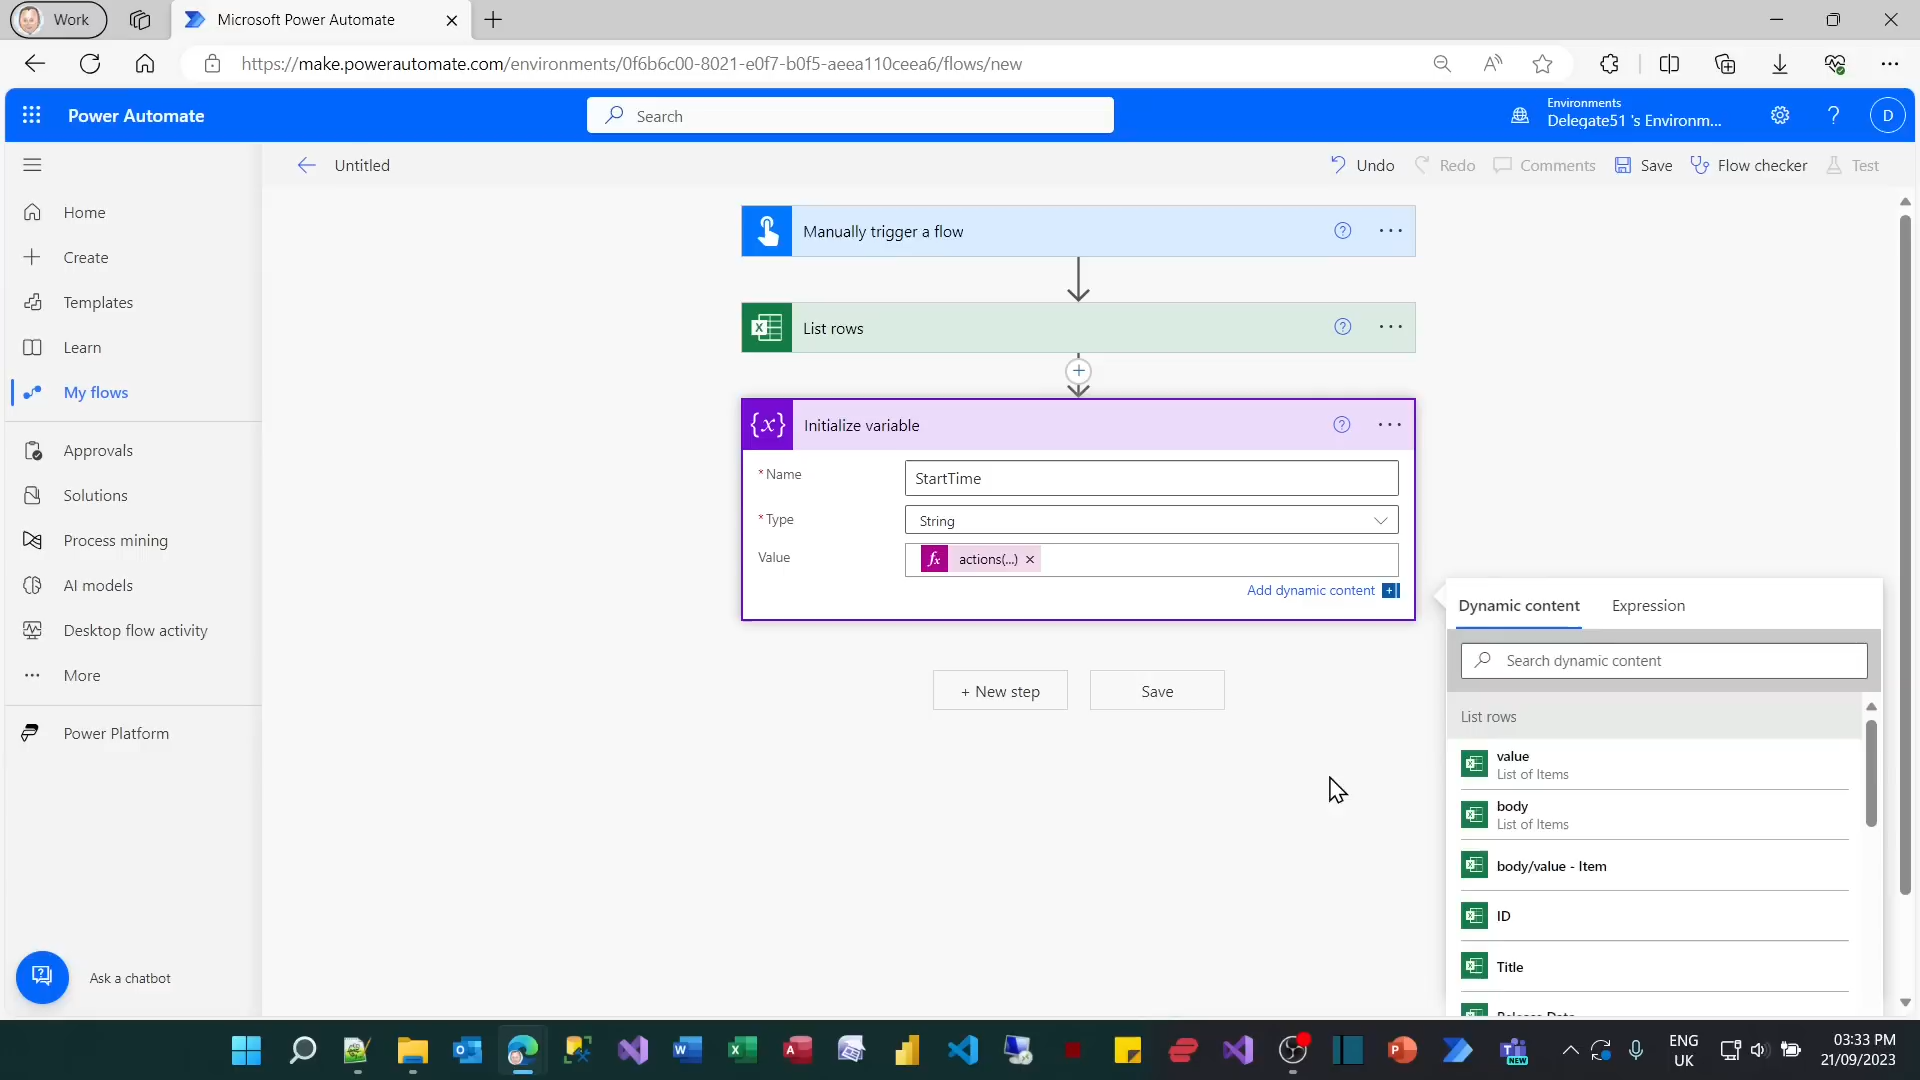 Work
Microsoft Power Automate
https://make.powerautomate.com/environments/0f6b6c00-8021-e0f7-b0f5-aeea110ceea6/flows/new
Power Automate
Search
Environments
Delegate51 's Environm...
D
Untitled
Undo
Redo
Comments
Save
Flow checker
Test
Home
Create
Templates
Learn
My flows
Approvals
Solutions
Process mining
AI models
Desktop flow activity
More
Power Platform
Ask a chatbot
Manually trigger a flow
List rows
{x} Initialize variable
* Name
StartTime
* Type
String
Value
fx actions(...)
Add dynamic content
+ New step
Save
Dynamic content
Expression
Search dynamic content
List rows
value
List of Items
body
List of Items
body/value - Item
ID
Title
ENG
UK
03:33 PM
21/09/2023